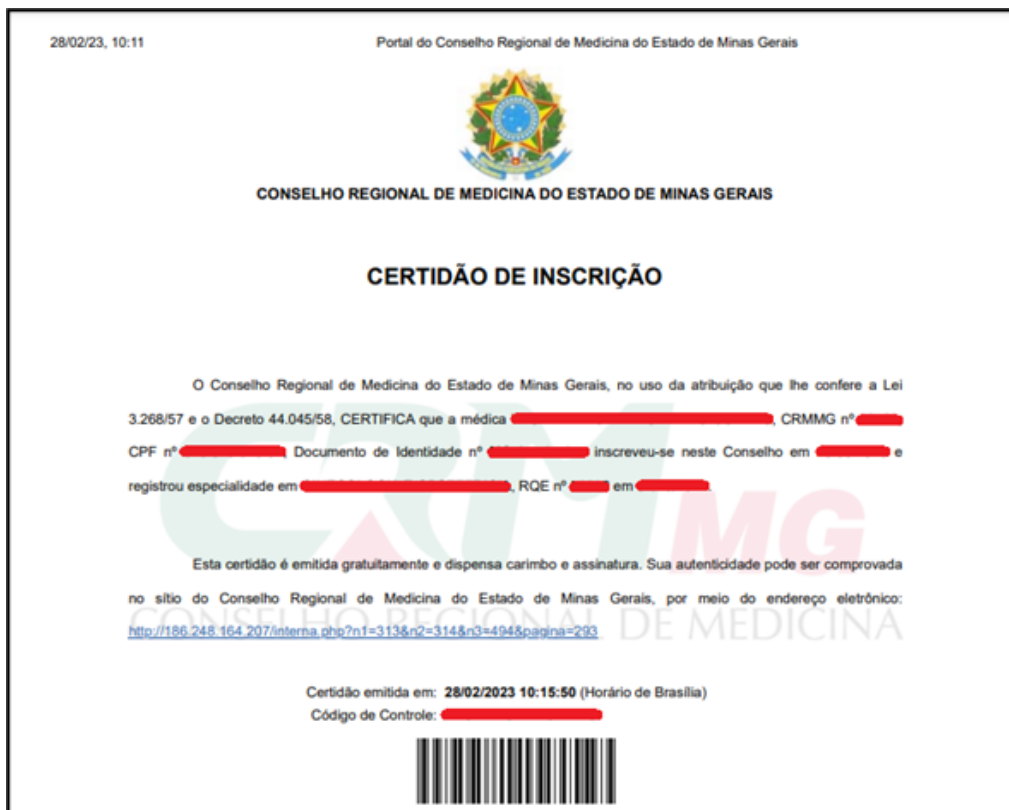 28/02/23, 10:11 Portal do Conselho Regional de Medicina do Estado de Minas Gerais
CONSELHO REGIONAL DE MEDICINA DO ESTADO DE MINAS GERAIS
CERTIDÃO DE INSCRIÇÃO
O Conselho Regional de Medicina do Estado de Minas Gerais, no uso da atribuição que lhe confere a Lei
3.268/57 e o Decreto 44.045/58, CERTIFICA que a médica , CRMMG nº
CPF nº Documento de Identidade nº inscreveu-se neste Conselho em e
registrou especialidade em , RQE nº em .
CRMMG
Esta certidão é emitida gratuitamente e dispensa carimbo e assinatura. Sua autenticidade pode ser comprovada
no sítio do Conselho Regional de Medicina do Estado de Minas Gerais, por meio do endereço eletrônico:
CONSELHO REGIONAL DE MEDICINA
http://186.248.164.207/interna.php?n1=313&n2=314&n3=494&pagina=293
Certidão emitida em: 28/02/2023 10:15:50 (Horário de Brasília)
Código de Controle: